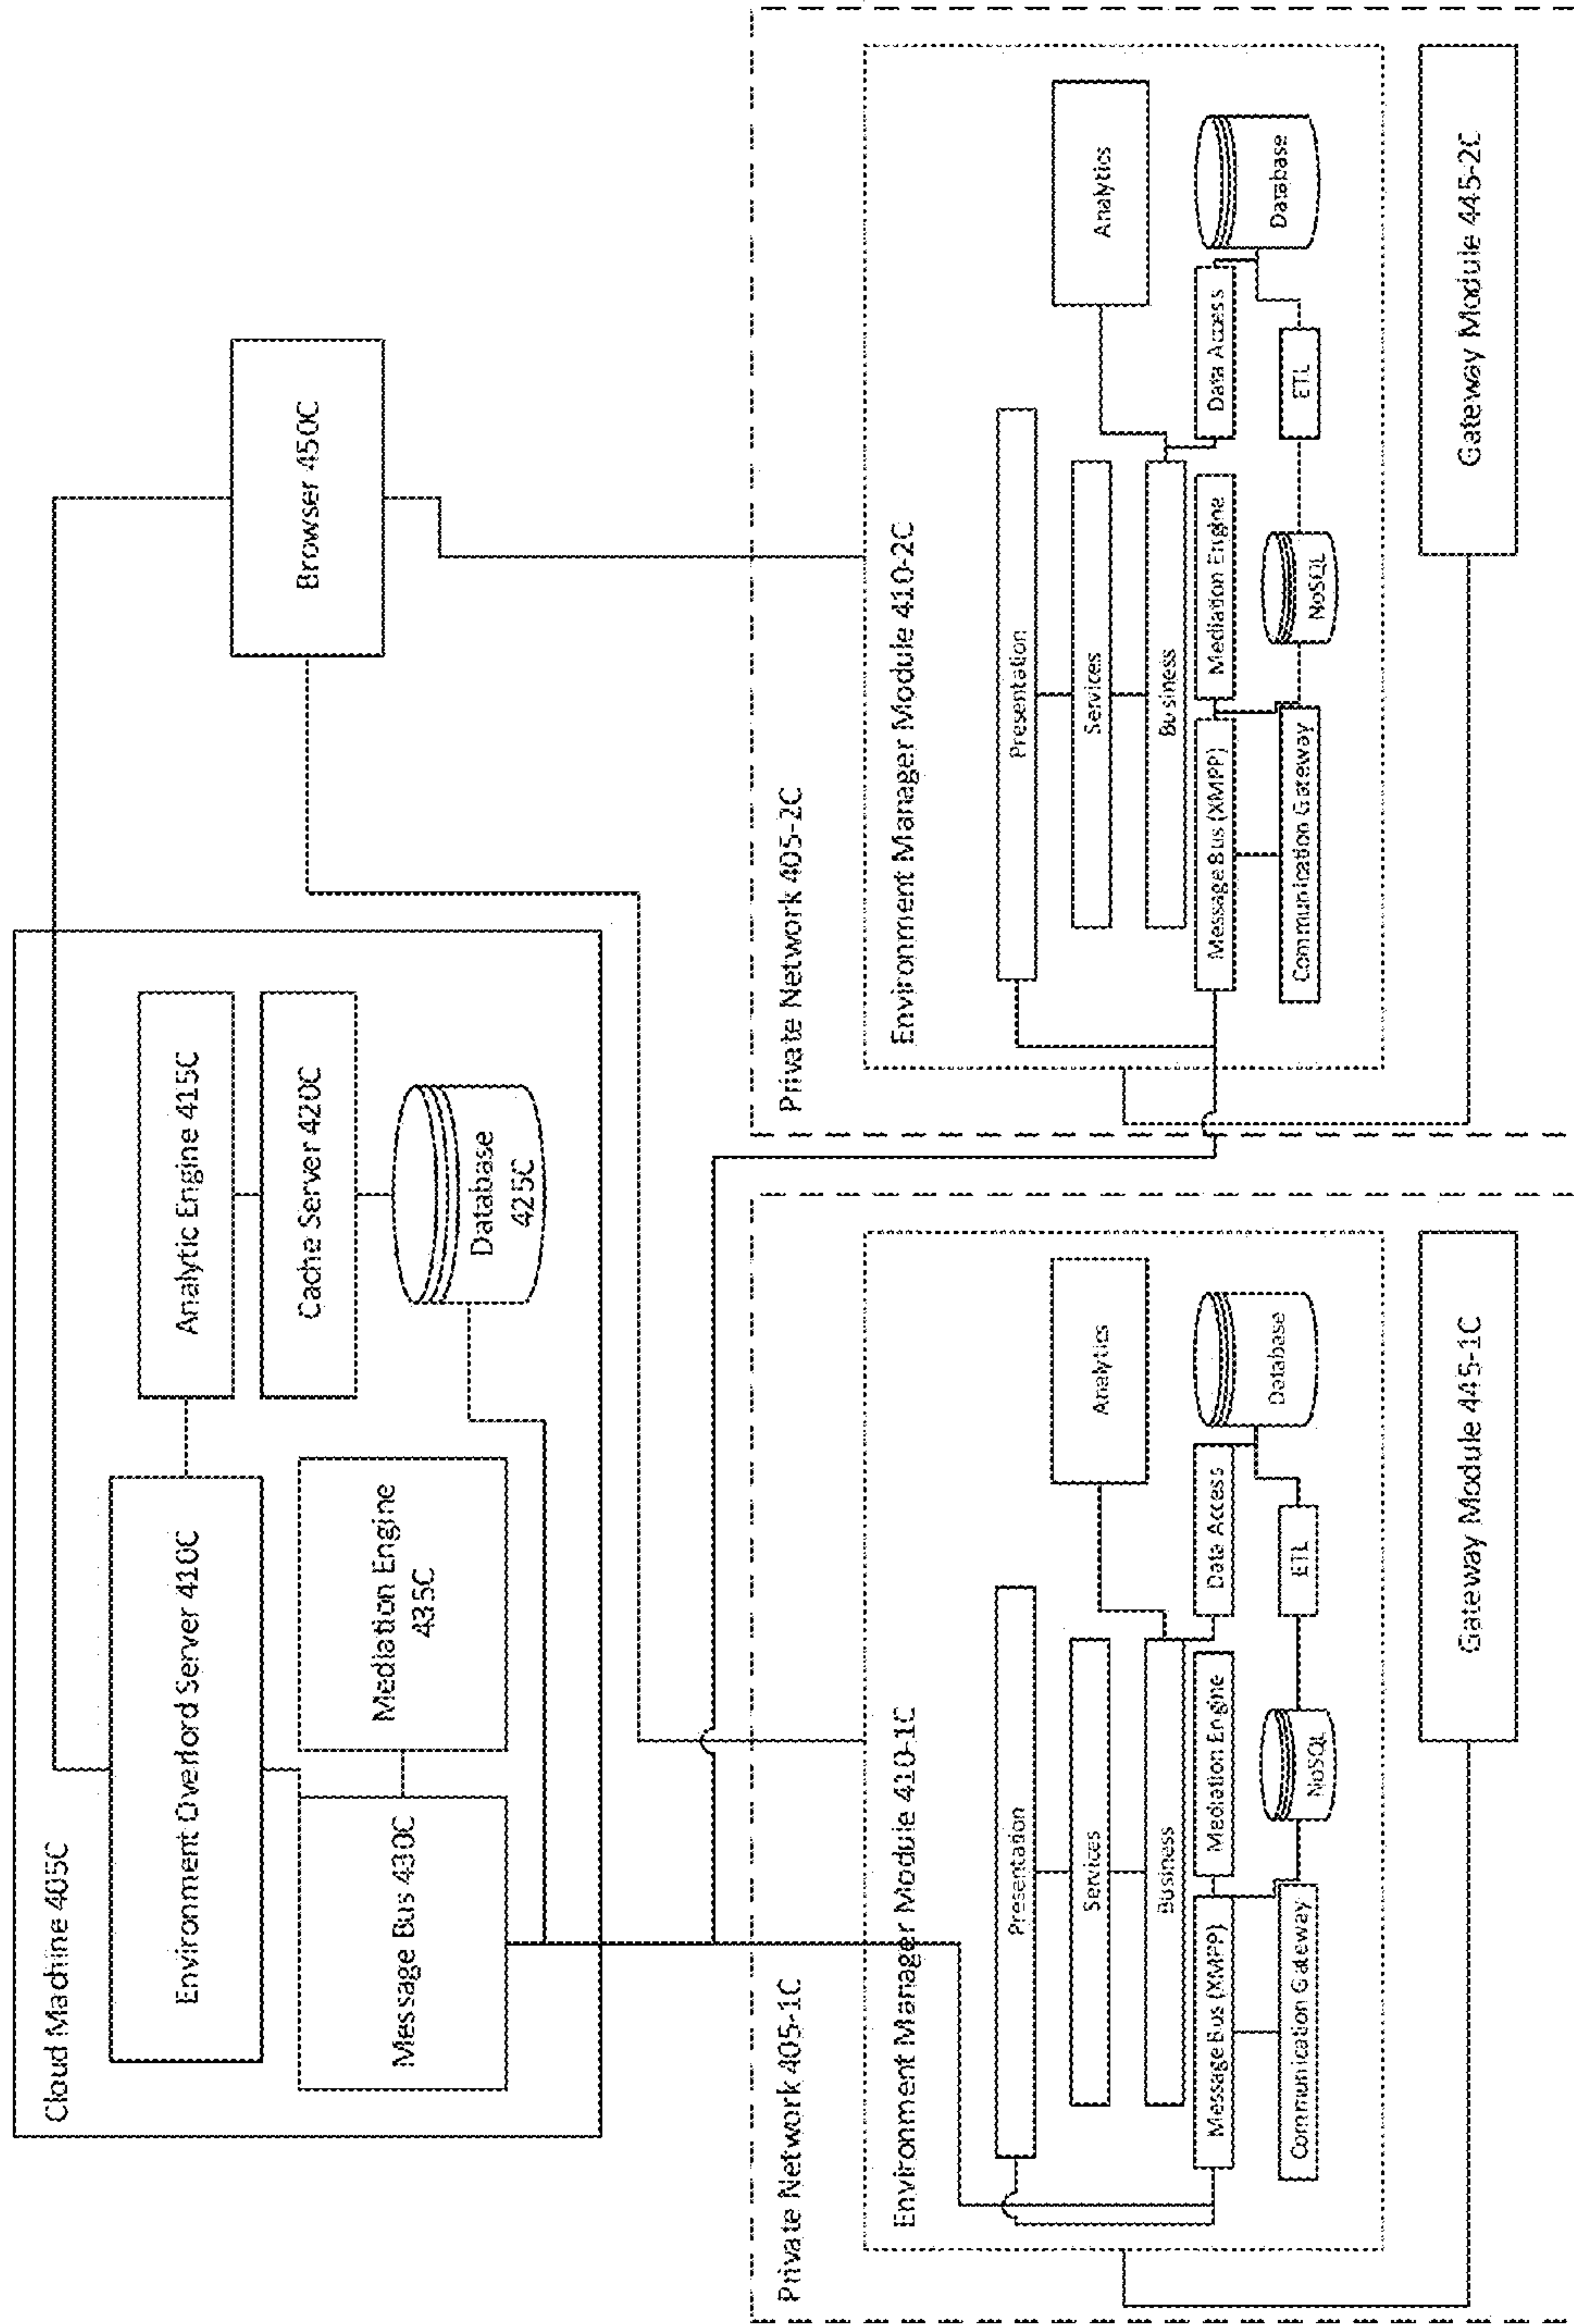 Cloud Machine 405C
Environment Overlord Server 410C
Analytic Engine 415C
Cache Server 420C
Message Bus 430C
Mediation Engine
435C
Database
425C
Browser 450C
Private Network 405-1C
Environment Manager Module 410-1C
Presentation
Services
Business
Analytics
Message Bus (XMPP)
Mediation Engine
Data Access
Database
Communication Gateway
NoSQL
ETL
Gateway Module 445-1C
Private Network 405-2C
Environment Manager Module 410-2C
Presentation
Services
Business
Analytics
Message Bus (XMPP)
Mediation Engine
Data Access
Database
Communication Gateway
NoSQL
ETL
Gateway Module 445-2C